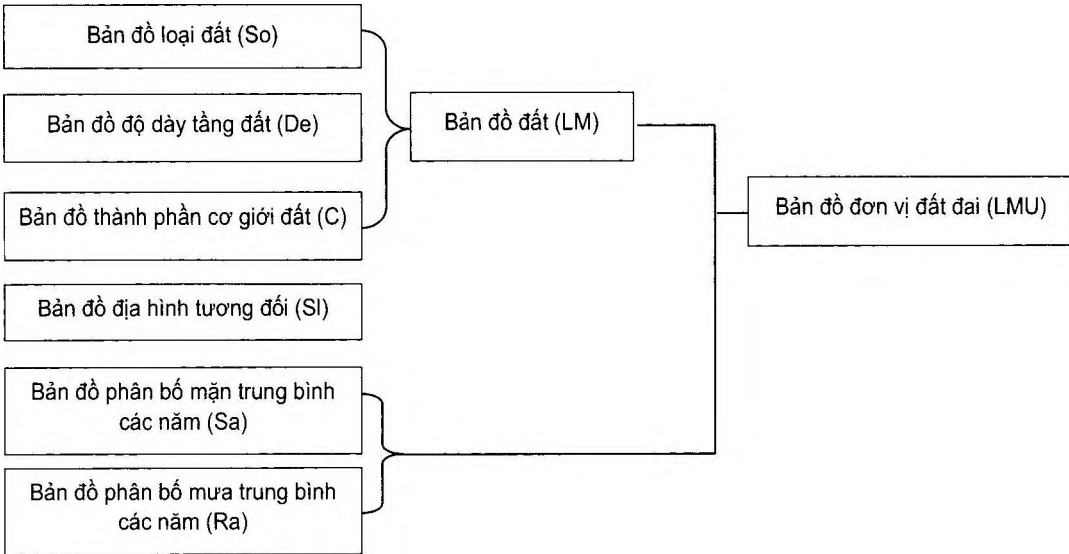 Bản đồ loại đất (So)
Bản đồ độ dày tầng đất (De)
Bản đồ thành phần cơ giới đất (C)
Bản đồ địa hình tương đối (Sl)
Bản đồ phân bố mặn trung bình
các năm (Sa)
Bản đồ phân bố mưa trung bình
các năm (Ra)
Bản đồ đất (LM)
Bản đồ đơn vị đất đai (LMU)